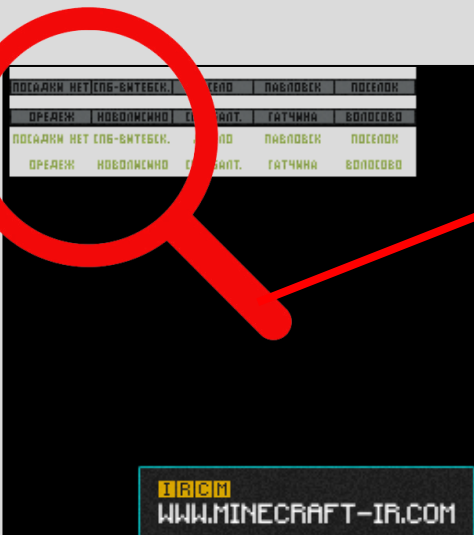 ПОСАДКИ НЕТ СПБ-ВИТЕБСК. ПАВЛОВСК ПОСЕЛОК
ОРЕДЕЖ НОВОЛИСИНО ГАТЧИНА ВОЛОСОВО
ПОСАДКИ НЕТ СПБ-ВИТЕБСК. ПАВЛОВСК ПОСЕЛОК
ОРЕДЕЖ НОВОЛИСИНО ГАТЧИНА ВОЛОСОВО
IRCM
WWW.MINECRAFT-IR.COM